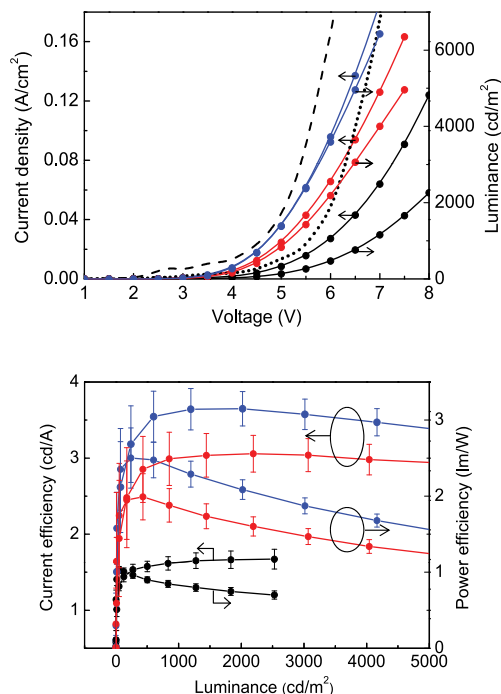 0.16
0.12
0.08
0.04
0.00
Current density (A/cm²)
6000
4000
2000
0
Luminance (cd/m²)
1 2 3 4 5 6 7 8
Voltage (V)
4
3
2
1
Current efficiency (cd/A)
3
2
1
0
Power efficiency (lm/W)
0 1000 2000 3000 4000 5000
Luminance (cd/m²)